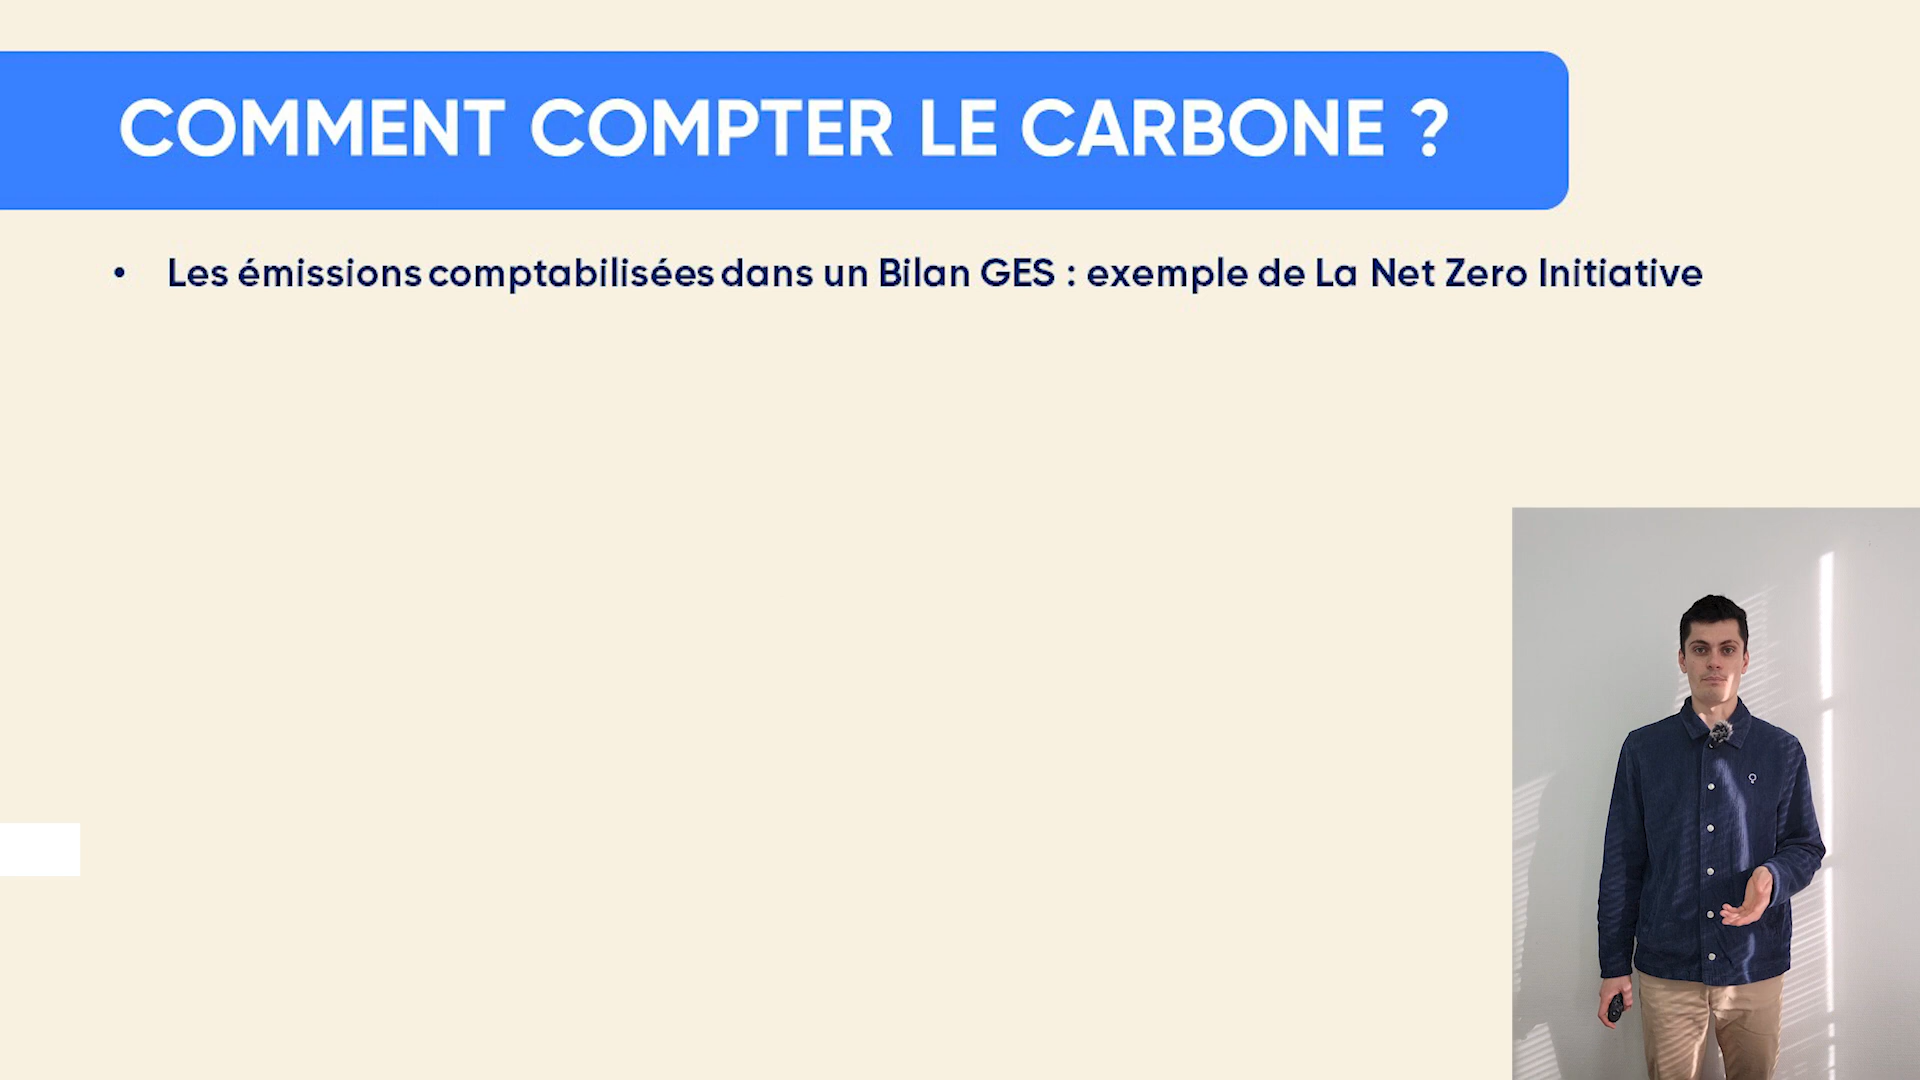 COMMENT COMPTER LE CARBONE ?
• Les émissions comptabilisées dans un Bilan GES : exemple de La Net Zero Initiative